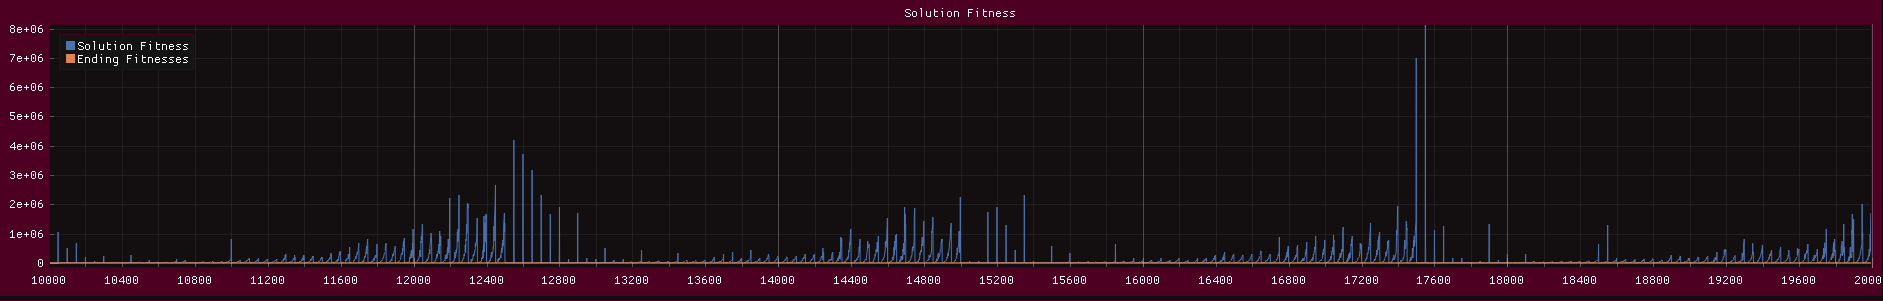 Solution Fitness
8e+06
Solution Fitness
Ending Fitnesses
7e+06
6e+06
5e+06
4e+06
3e+06
2e+06
1e+06
0
10000 10400 10800 11200 11600 12000 12400 12800 13200 13600 14000 14400 14800 15200 15600 16000 16400 16800 17200 17600 18000 18400 18800 19200 19600 2000